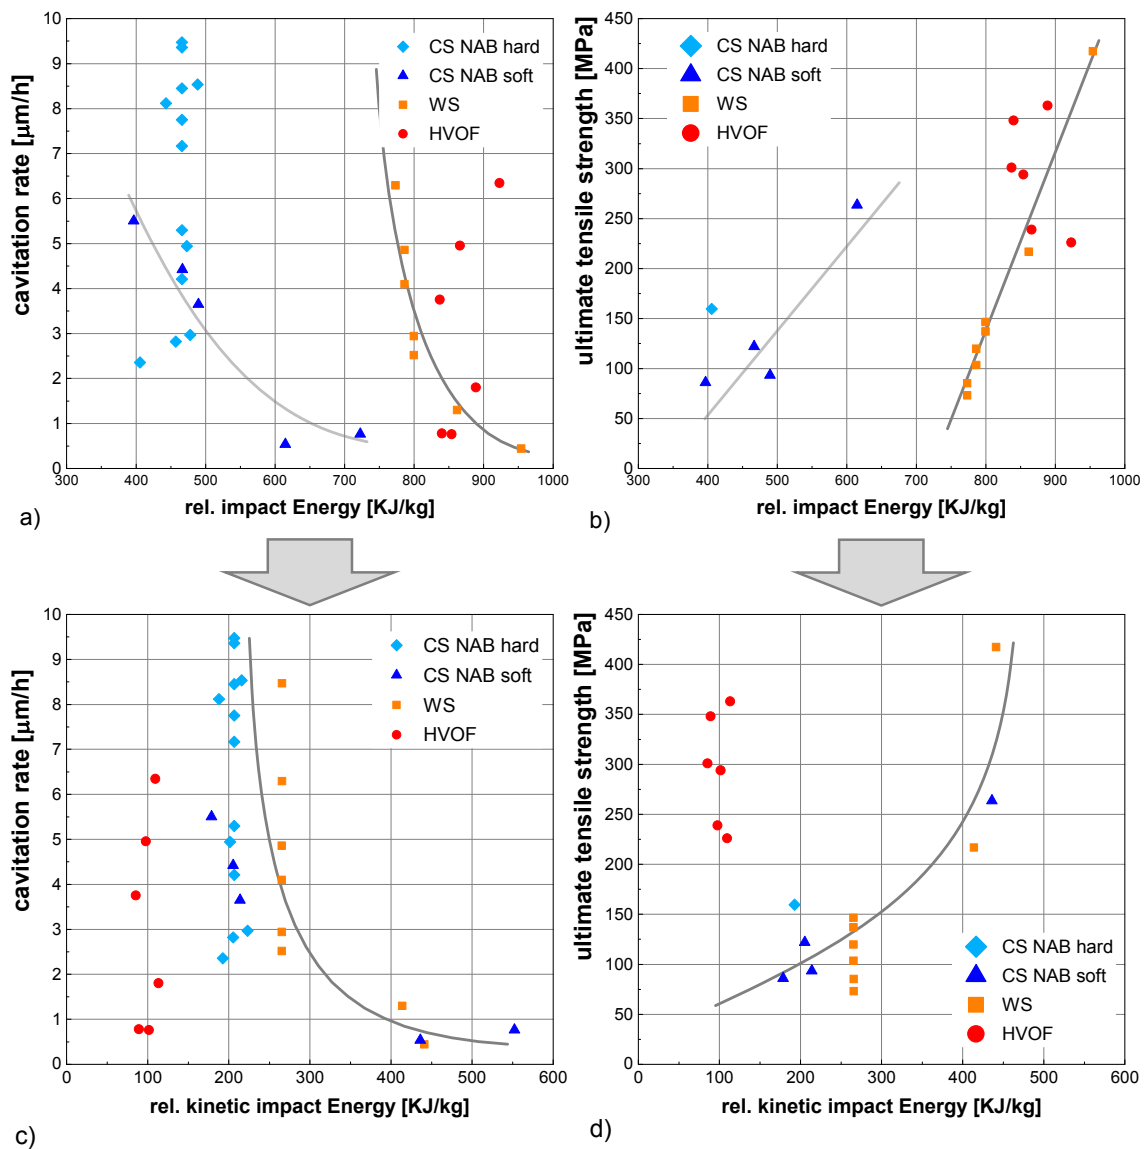 cavitation rate [μm/h]
10
9
8
7
6
5
4
3
2
1
0
CS NAB hard
CS NAB soft
WS
HVOF
300 400 500 600 700 800 900 1000
rel. impact Energy [KJ/kg]
a)
ultimate tensile strength [MPa]
450
400
350
300
250
200
150
100
50
0
CS NAB hard
CS NAB soft
WS
HVOF
300 400 500 600 700 800 900 1000
rel. impact Energy [KJ/kg]
b)
cavitation rate [μm/h]
10
9
8
7
6
5
4
3
2
1
0
CS NAB hard
CS NAB soft
WS
HVOF
0 100 200 300 400 500 600
rel. kinetic impact Energy [KJ/kg]
c)
ultimate tensile strength [MPa]
450
400
350
300
250
200
150
100
50
0
CS NAB hard
CS NAB soft
WS
HVOF
0 100 200 300 400 500 600
rel. kinetic impact Energy [KJ/kg]
d)